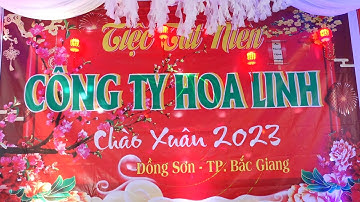 Tiệc Tất Niên
CÔNG TY HOA LINH
Chào Xuân 2023
Đồng Sơn - TP. Bắc Giang